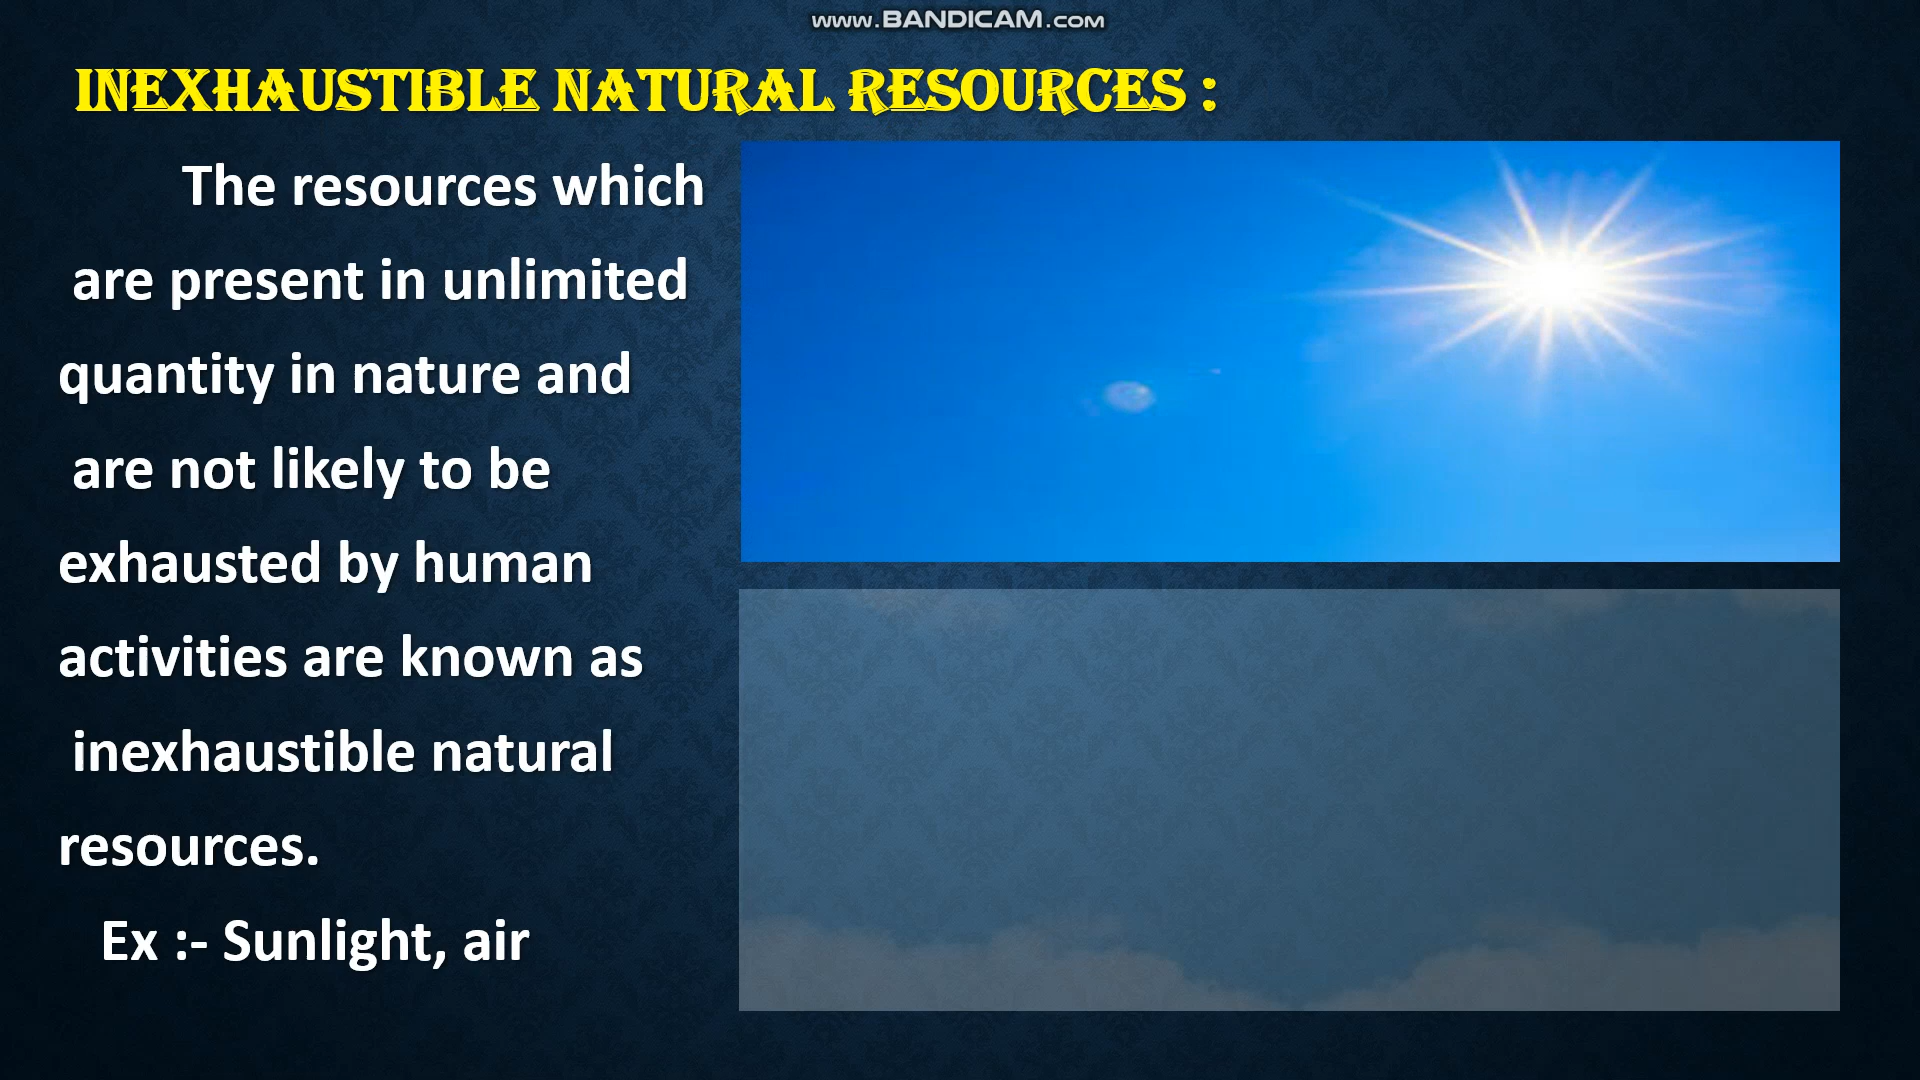 www.BANDICAM.com
INEXHAUSTIBLE NATURAL RESOURCES :
The resources which
are present in unlimited
quantity in nature and
are not likely to be
exhausted by human
activities are known as
inexhaustible natural
resources.
Ex :- Sunlight, air